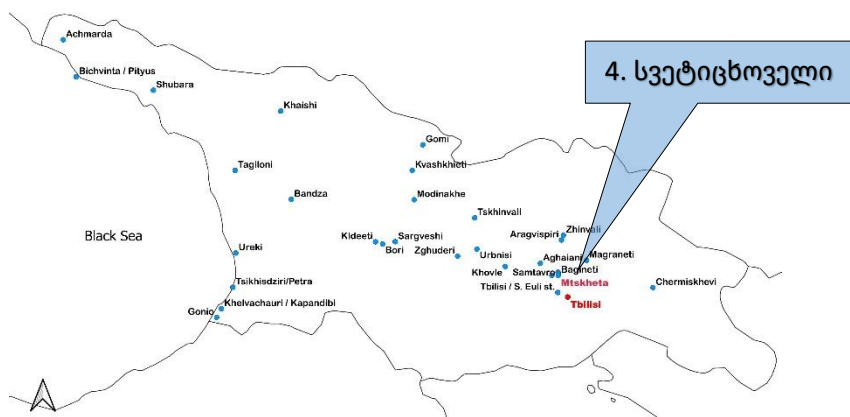 Achmarda
Bichvinta / Pityus
Shubara
4. სვეტიცხოველი
Khaishi
Gomi
Tagiloni
Kvashkhieti
Bandza
Modinakhe
Tskhinvali
Black Sea
Zhinvali
Aragvispiri
Kldeeti
Sargveshi
Bori
Ureki
Zghuderi
Urbnisi
Aghaiani
Magraneti
Khovle
Samtavro
Bagineti
Tsikhisdziri/Petra
Mtskheta
Chermiskhevi
Tbilisi / S. Euli st.
Tbilisi
Khelvachauri / Kapandibi
Gonio